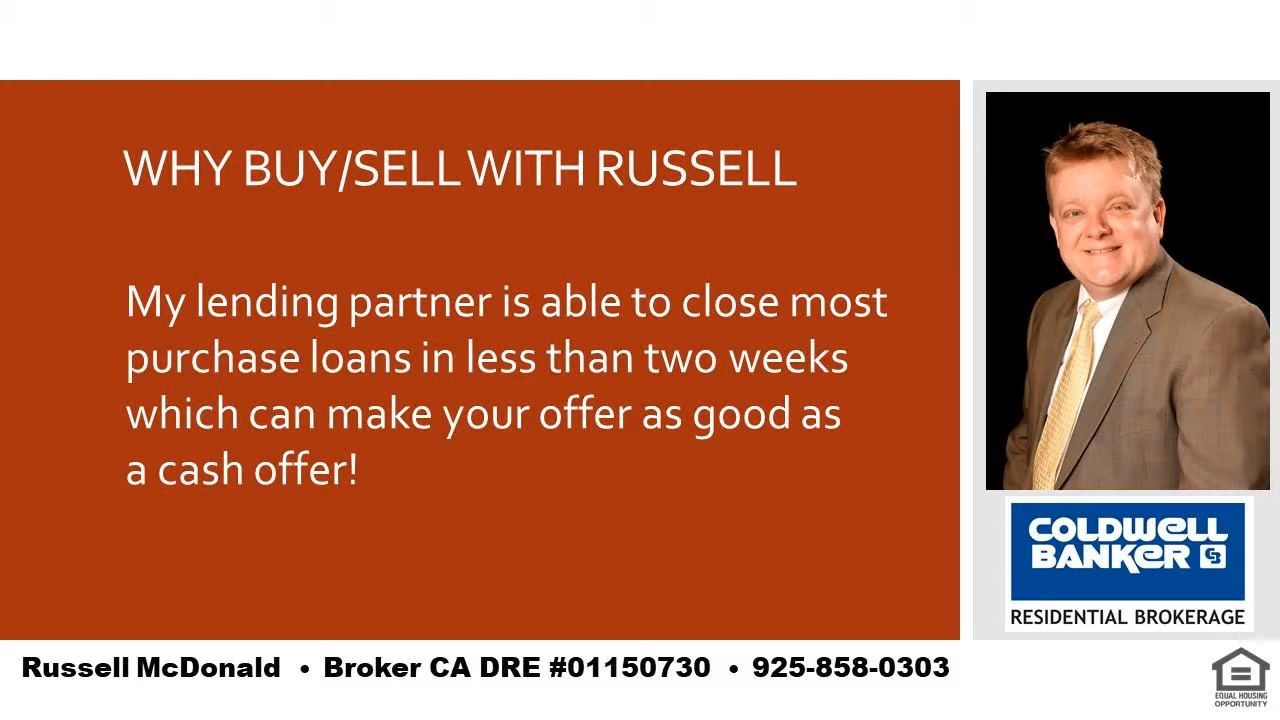 WHY BUY/SELL WITH RUSSELL
My lending partner is able to close most
purchase loans in less than two weeks
which can make your offer as good as
a cash offer!
COLDWELL
BANKER CB
RESIDENTIAL BROKERAGE
Russell McDonald • Broker CA DRE #01150730 • 925-858-0303
EQUAL HOUSING
OPPORTUNITY